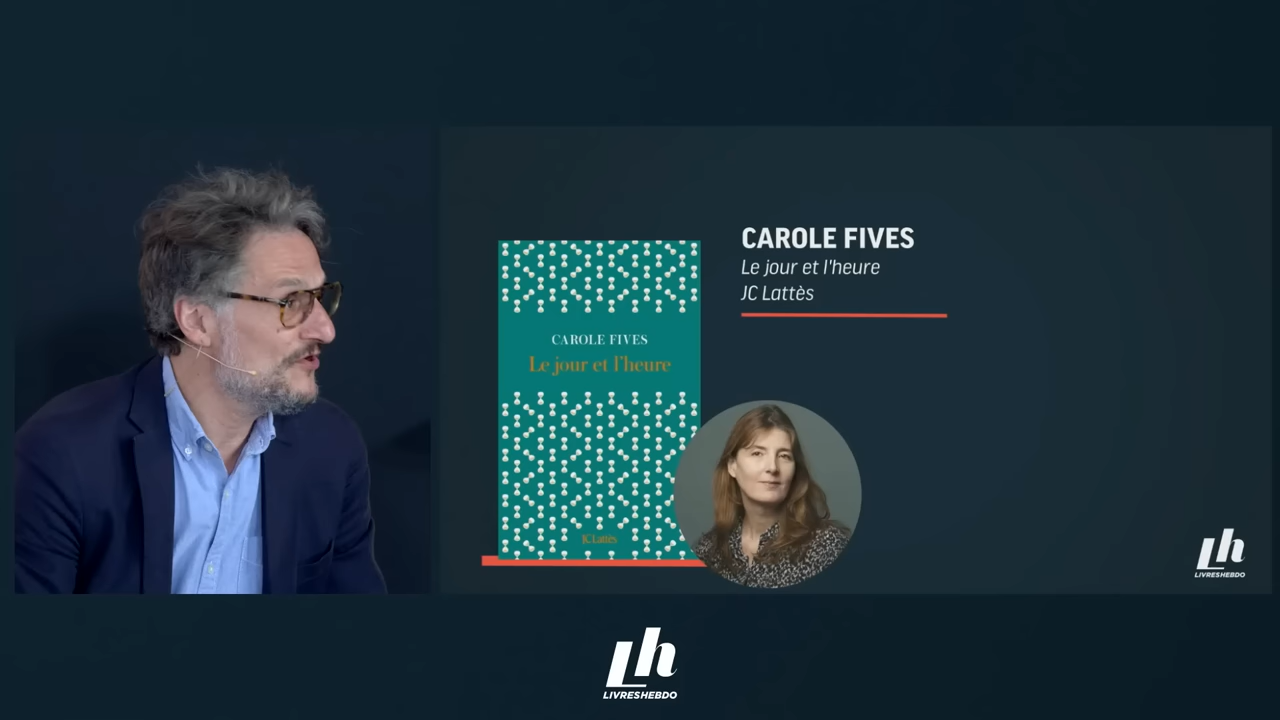 CAROLE FIVES
Le jour et l'heure
JC Lattès
CAROLE FIVES
Le jour et l'heure
JC Lattès
Lh
LIVRESHEBDO
Lh
LIVRESHEBDO